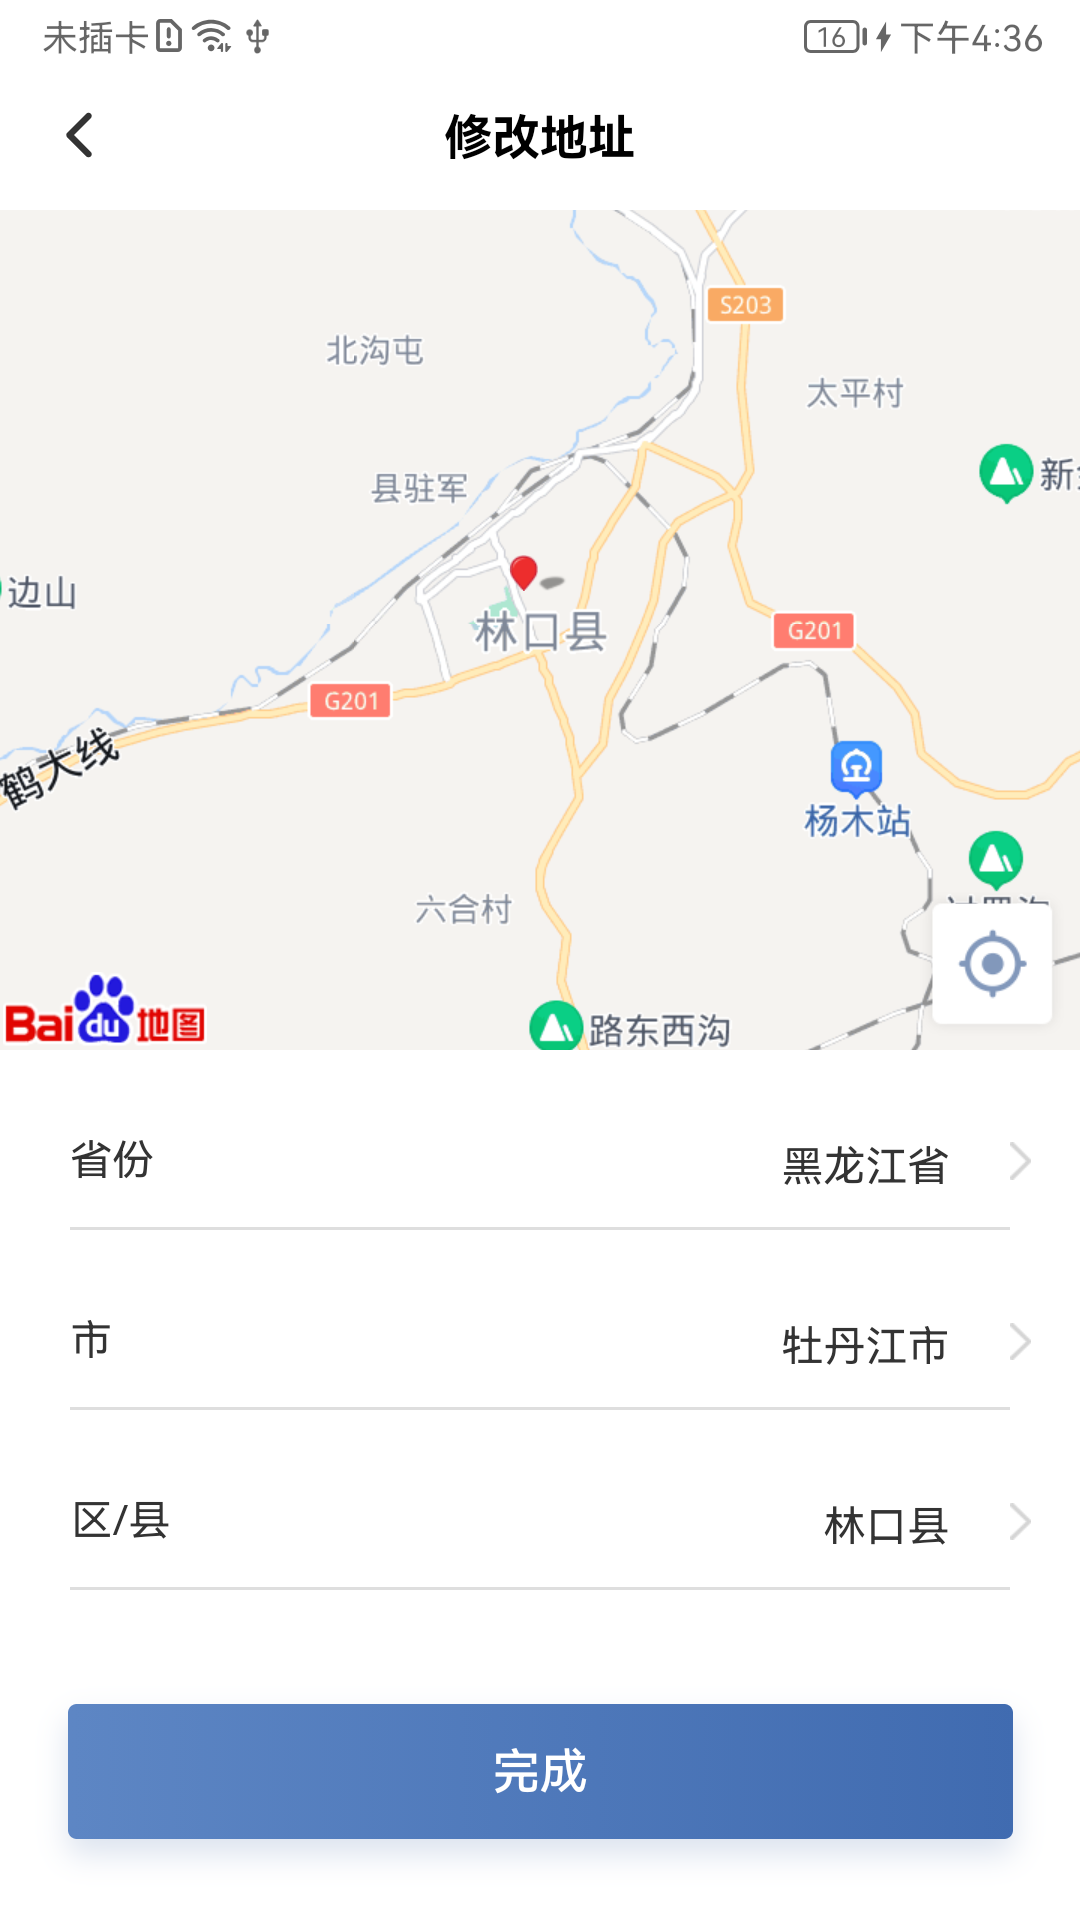 未插卡 16 下午4:36
修改地址
S203
北沟屯
太平村
新
县驻军
边山
林口县
G201
G201
鹤大线
杨木站
六合村
Bai du 地图
路东西沟
省份 黑龙江省
市 牡丹江市
区/县 林口县
完成